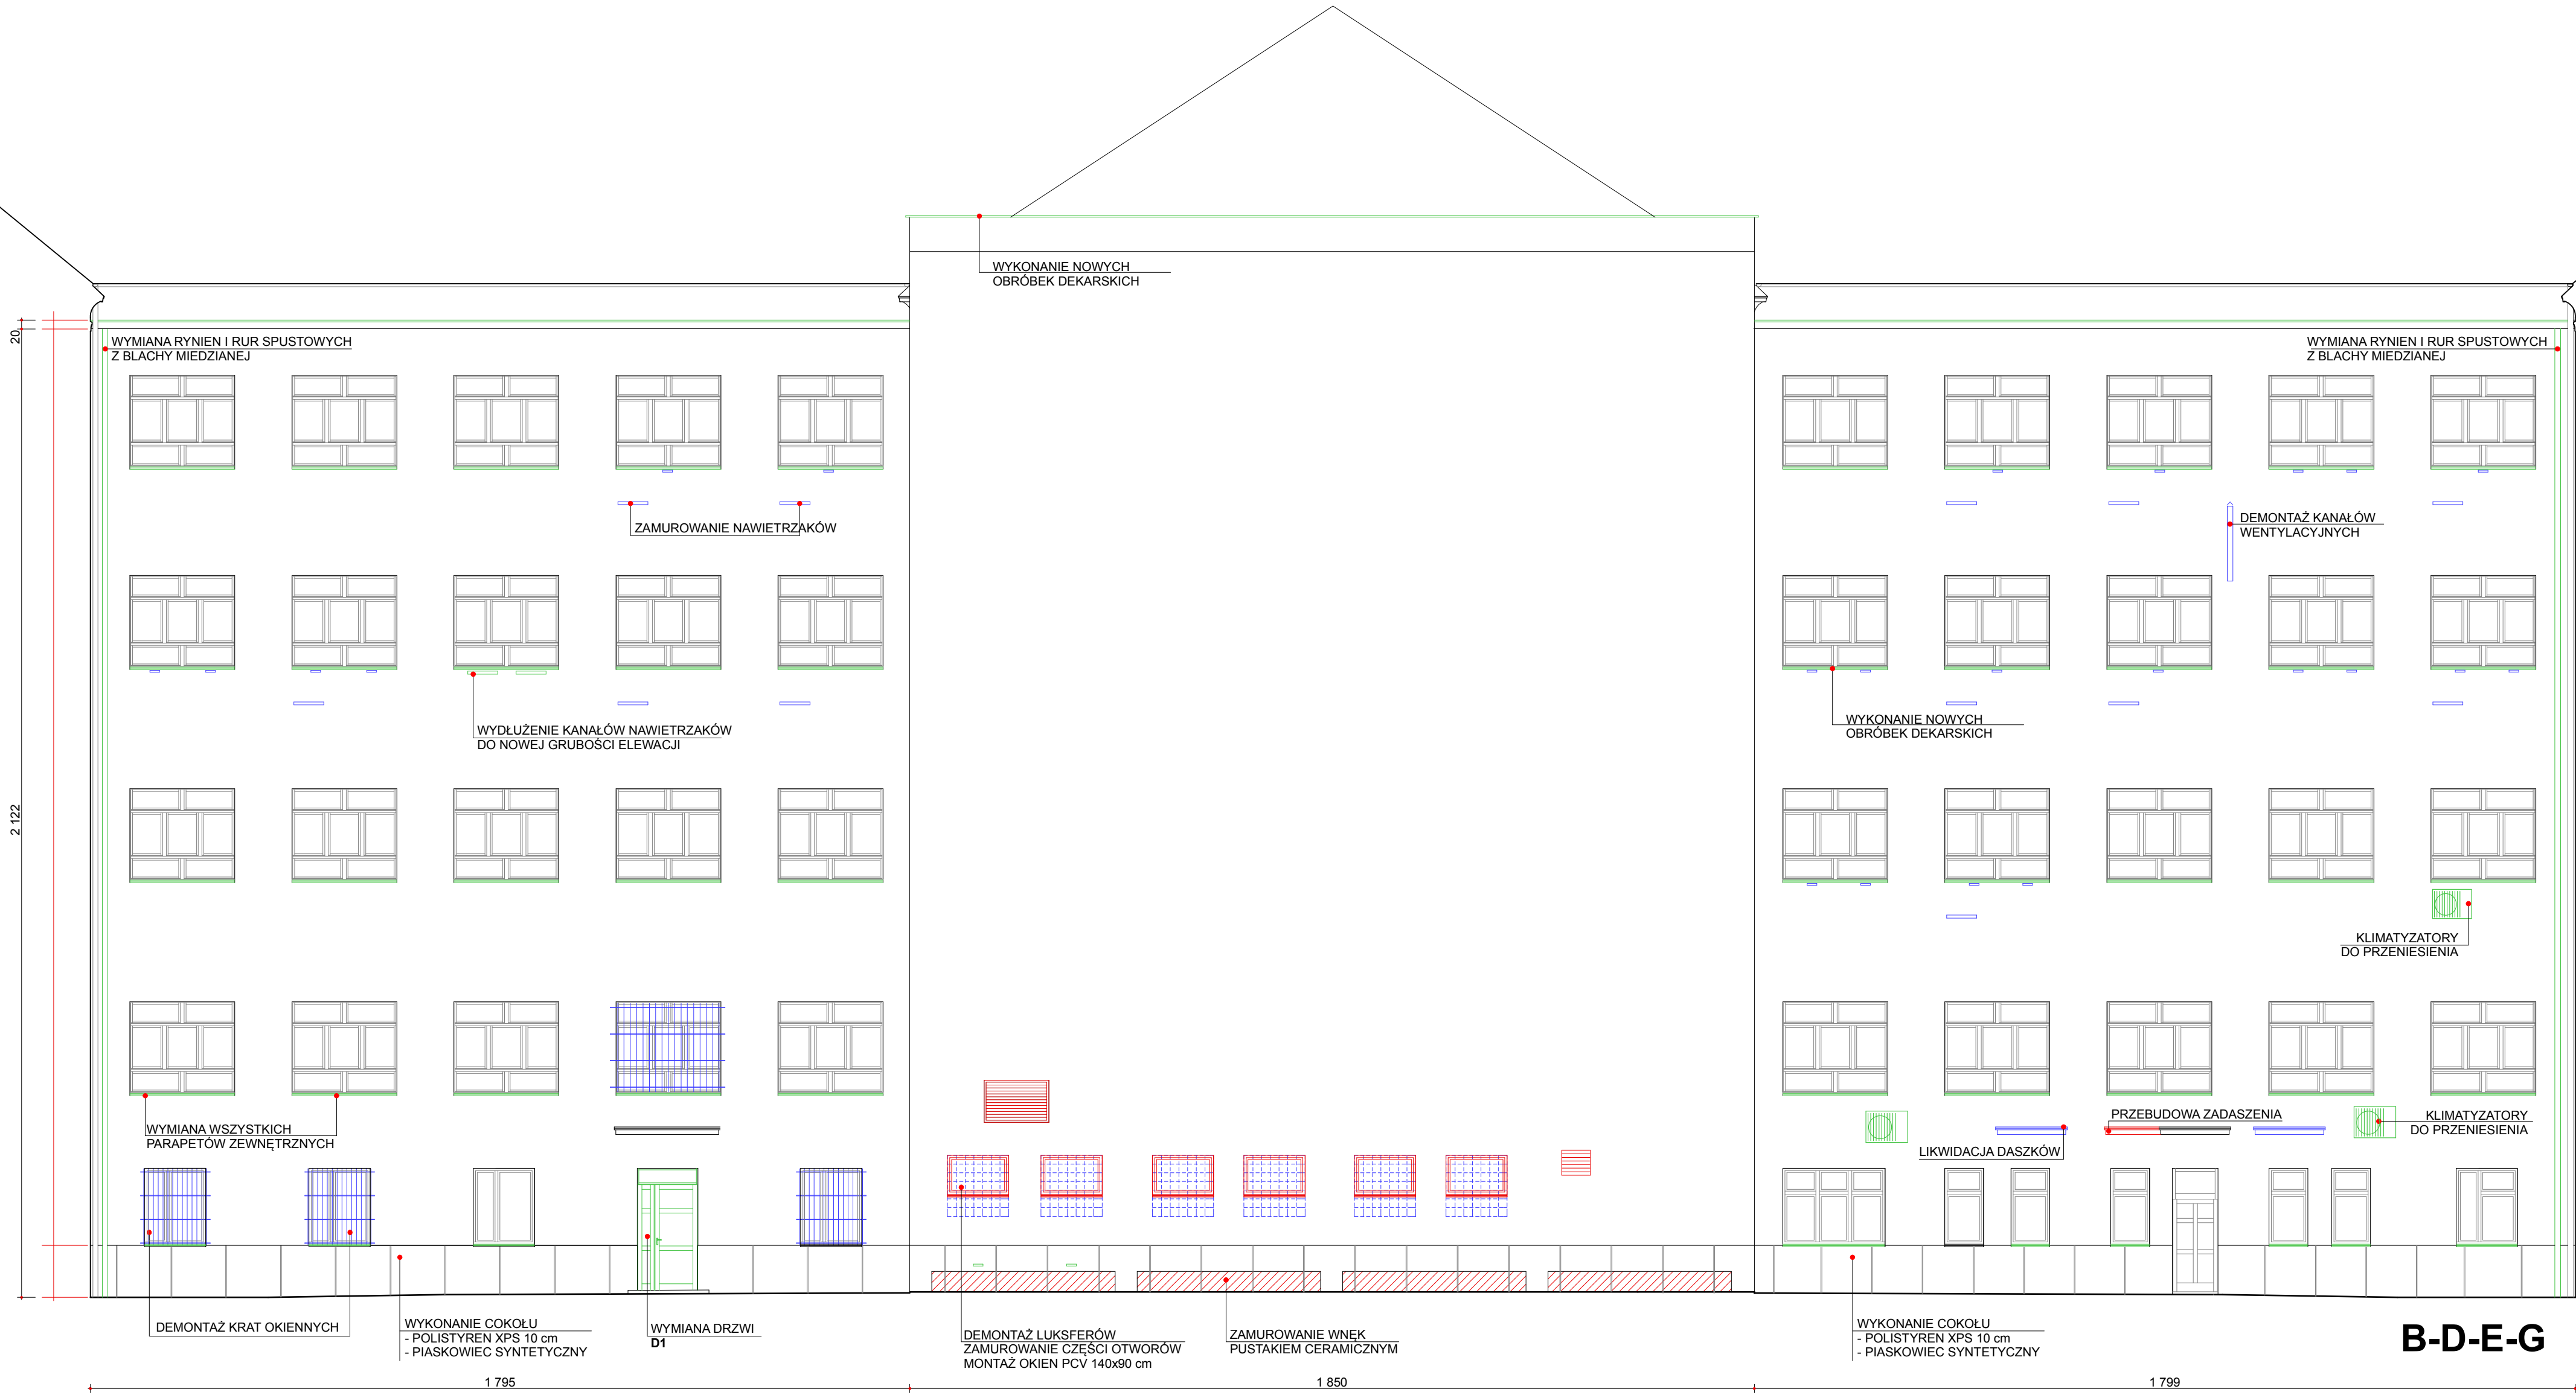 WYKONANIE NOWYCH
OBRÓBEK DEKARSKICH
20
WYMIANA RYNIEN I RUR SPUSTOWYCH
Z BLACHY MIEDZIANEJ
WYMIANA RYNIEN I RUR SPUSTOWYCH
Z BLACHY MIEDZIANEJ
ZAMUROWANIE NAWIETRZAKÓW
DEMONTAŻ KANAŁÓW
WENTYLACYJNYCH
WYDŁUŻENIE KANAŁÓW NAWIETRZAKÓW
DO NOWEJ GRUBOŚCI ELEWACJI
WYKONANIE NOWYCH
OBRÓBEK DEKARSKICH
2 122
KLIMATYZATORY
DO PRZENIESIENIA
WYMIANA WSZYSTKICH
PARAPETÓW ZEWNĘTRZNYCH
PRZEBUDOWA ZADASZENIA
KLIMATYZATORY
DO PRZENIESIENIA
LIKWIDACJA DASZKÓW
DEMONTAŻ KRAT OKIENNYCH
WYKONANIE COKOŁU
- POLISTYREN XPS 10 cm
- PIASKOWIEC SYNTETYCZNY
WYMIANA DRZWI
D1
DEMONTAŻ LUKSFERÓW
ZAMUROWANIE CZĘŚCI OTWORÓW
MONTAŻ OKIEN PCV 140x90 cm
ZAMUROWANIE WNĘK
PUSTAKIEM CERAMICZNYM
WYKONANIE COKOŁU
- POLISTYREN XPS 10 cm
- PIASKOWIEC SYNTETYCZNY
B-D-E-G
1 795
1 850
1 799